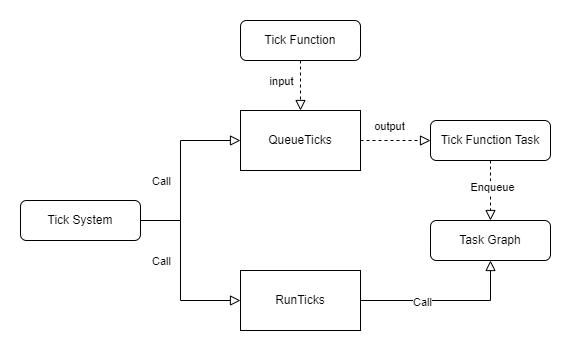 Tick Function
input
QueueTicks
output
Tick Function Task
Call
Enqueue
Tick System
Task Graph
Call
RunTicks
Call